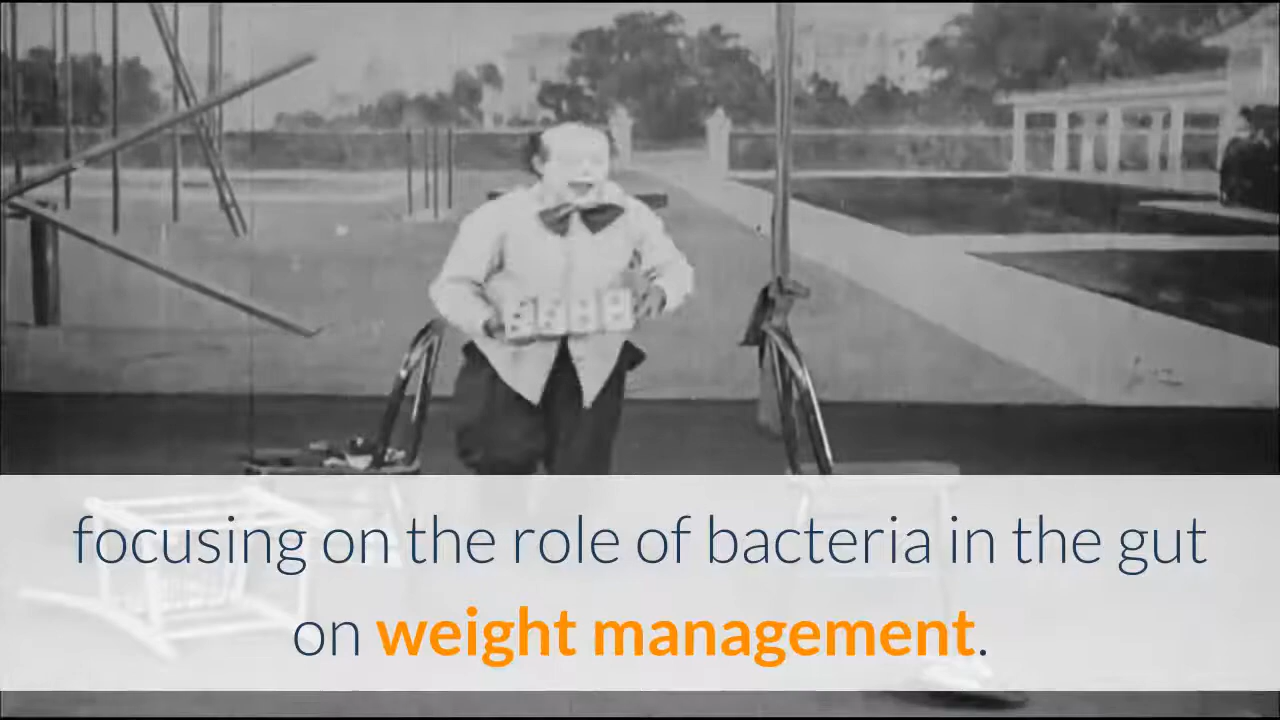 focusing on the role of bacteria in the gut
on weight management.